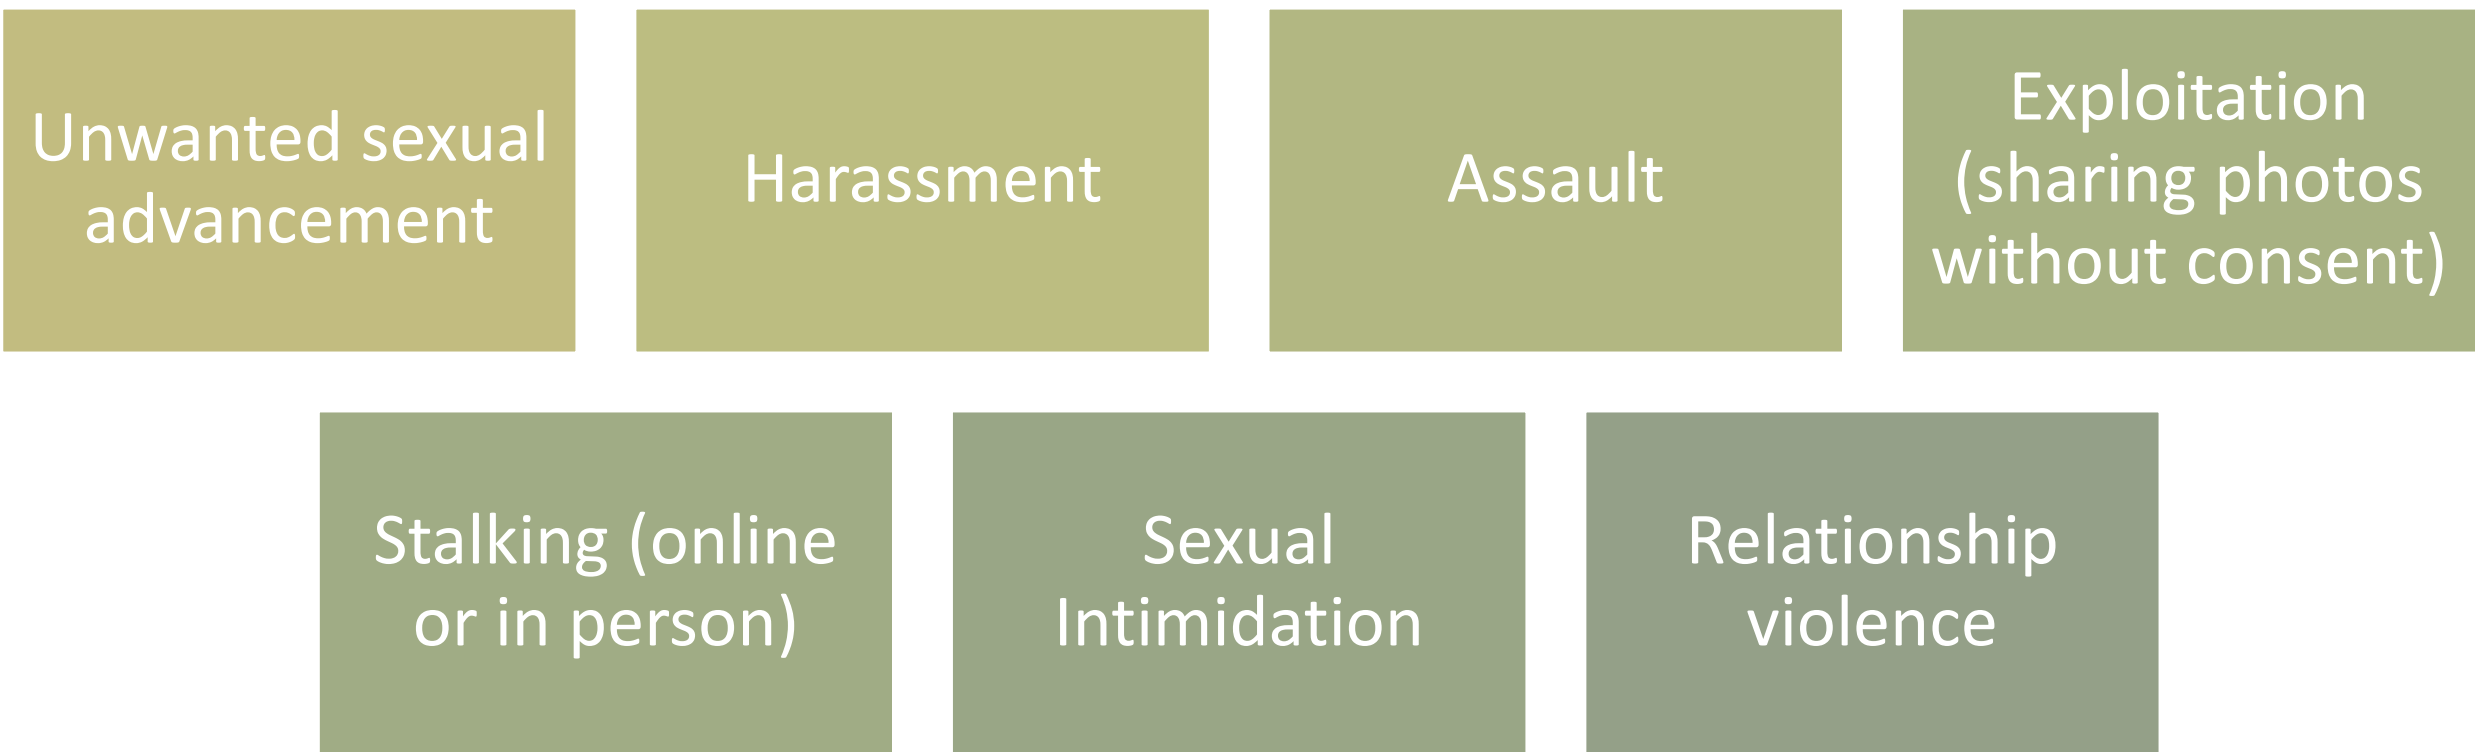 Unwanted sexual
advancement
Harassment
Assault
Exploitation
(sharing photos
without consent)
Stalking (online
or in person)
Sexual
Intimidation
Relationship
violence